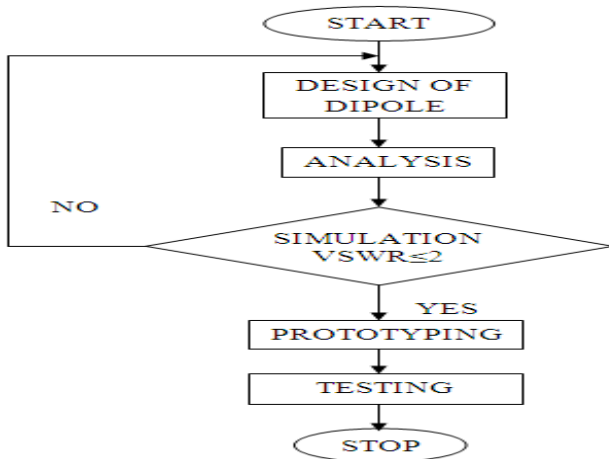 START
DESIGN OF
DIPOLE
ANALYSIS
NO
SIMULATION
VSWR≤2
YES
PROTOTYPING
TESTING
STOP